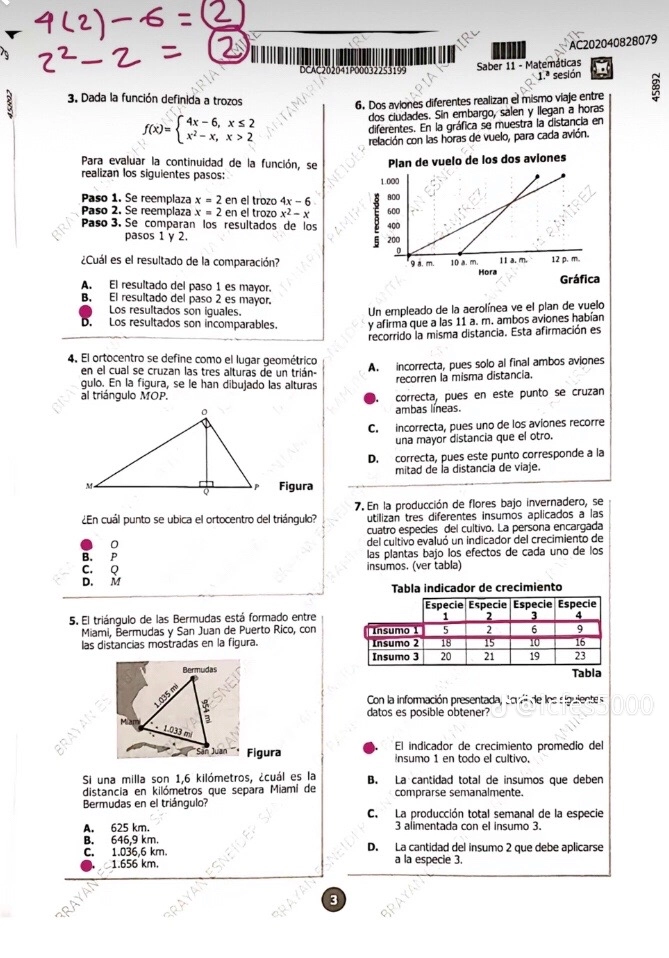 4(2)-6=2
2²-2 = 2
AC202040828079
DCAC202041P00032253199
Saber 11 - Matemáticas
1.ª sesión
45892
3. Dada la función definida a trozos
f(x)= { 4x - 6, x ≤ 2
x² - x, x > 2
Para evaluar la continuidad de la función, se
realizan los siguientes pasos:
Paso 1. Se reemplaza x = 2 en el trozo 4x - 6
Paso 2. Se reemplaza x = 2 en el trozo x² - x
Paso 3. Se comparan los resultados de los
pasos 1 y 2.
¿Cuál es el resultado de la comparación?
A. El resultado del paso 1 es mayor.
B. El resultado del paso 2 es mayor.
Los resultados son iguales.
D. Los resultados son incomparables.
4. El ortocentro se define como el lugar geométrico
en el cual se cruzan las tres alturas de un trián-
gulo. En la figura, se le han dibujado las alturas
al triángulo MOP.
O
M
Q
P
Figura
¿En cuál punto se ubica el ortocentro del triángulo?
O
B. P
C. Q
D. M
5. El triángulo de las Bermudas está formado entre
Miami, Bermudas y San Juan de Puerto Rico, con
las distancias mostradas en la figura.
Bermudas
1.035 mi
954 mi
Miami
1.033 mi
San Juan
Figura
Si una milla son 1,6 kilómetros, ¿cuál es la
distancia en kilómetros que separa Miami de
Bermudas en el triángulo?
A. 625 km.
B. 646,9 km.
C. 1.036,6 km.
1.656 km.
6. Dos aviones diferentes realizan el mismo viaje entre
dos ciudades. Sin embargo, salen y llegan a horas
diferentes. En la gráfica se muestra la distancia en
relación con las horas de vuelo, para cada avión.
Plan de vuelo de los dos aviones
km recorridos
1.000
800
600
400
200
0
9 a. m.
10 a. m.
11 a. m.
12 p. m.
Hora
Gráfica
Un empleado de la aerolínea ve el plan de vuelo
y afirma que a las 11 a. m. ambos aviones habían
recorrido la misma distancia. Esta afirmación es
A. incorrecta, pues solo al final ambos aviones
recorren la misma distancia.
correcta, pues en este punto se cruzan
ambas líneas.
C. incorrecta, pues uno de los aviones recorre
una mayor distancia que el otro.
D. correcta, pues este punto corresponde a la
mitad de la distancia de viaje.
7. En la producción de flores bajo invernadero, se
utilizan tres diferentes insumos aplicados a las
cuatro especies del cultivo. La persona encargada
del cultivo evaluó un indicador del crecimiento de
las plantas bajo los efectos de cada uno de los
insumos. (ver tabla)
Tabla indicador de crecimiento
Especie 1 Especie 2 Especie 3 Especie 4
Insumo 1 5 2 6 9
Insumo 2 18 15 10 16
Insumo 3 20 21 19 23
Tabla
Con la información presentada, ¿cuál de los siguientes
datos es posible obtener?
El indicador de crecimiento promedio del
insumo 1 en todo el cultivo.
B. La cantidad total de insumos que deben
comprarse semanalmente.
C. La producción total semanal de la especie
3 alimentada con el insumo 3.
D. La cantidad del insumo 2 que debe aplicarse
a la especie 3.
3